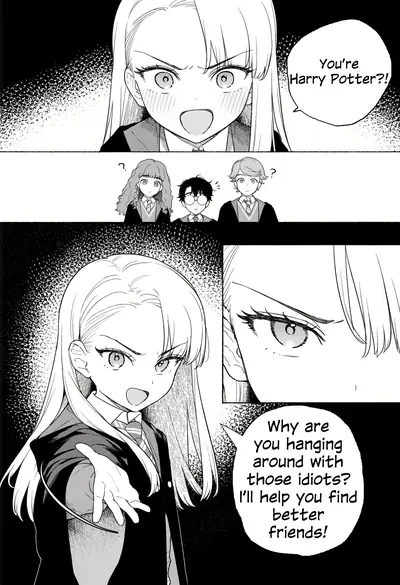 You're
Harry Potter?!
?
?
Why are
you hanging
around with
those idiots?
I'll help you find
better
friends!